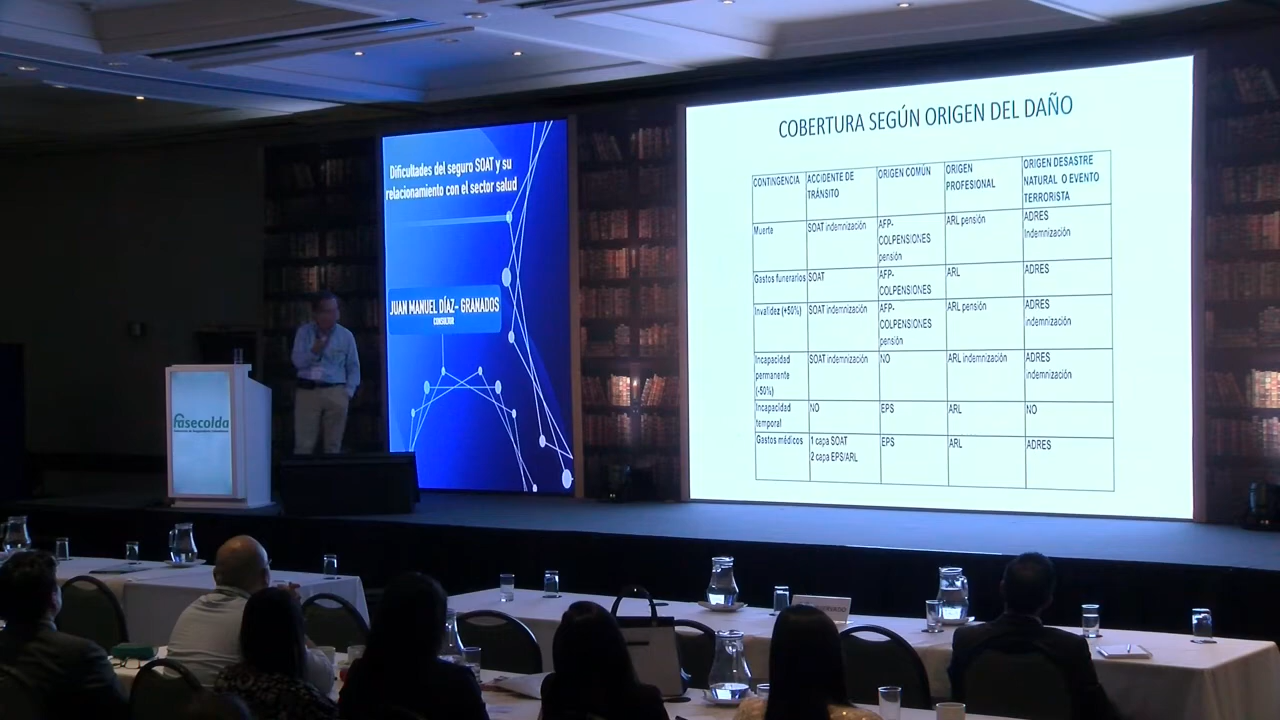 Dificultades del seguro SOAT y su
relacionamiento con el sector salud
JUAN MANUEL DÍAZ- GRANADOS
CONSULTOR
fasecolda
COBERTURA SEGÚN ORIGEN DEL DAÑO
CONTINGENCIA
ACCIDENTE DE
TRÁNSITO
ORIGEN COMÚN
ORIGEN
PROFESIONAL
ORIGEN DESASTRE
NATURAL O EVENTO
TERRORISTA
Muerte
SOAT indemnización
AFP-
COLPENSIONES
pensión
ARL pensión
ADRES
Indemnización
Gastos funerarios
SOAT
AFP-
COLPENSIONES
ARL
ADRES
Invalidez (+50%)
SOAT indemnización
AFP-
COLPENSIONES
pensión
ARL pensión
ADRES
indemnización
Incapacidad
permanente
(-50%)
SOAT indemnización
NO
ARL indemnización
ADRES
indemnización
Incapacidad
temporal
NO
EPS
ARL
NO
Gastos médicos
1 capa SOAT
2 capa EPS/ARL
EPS
ARL
ADRES